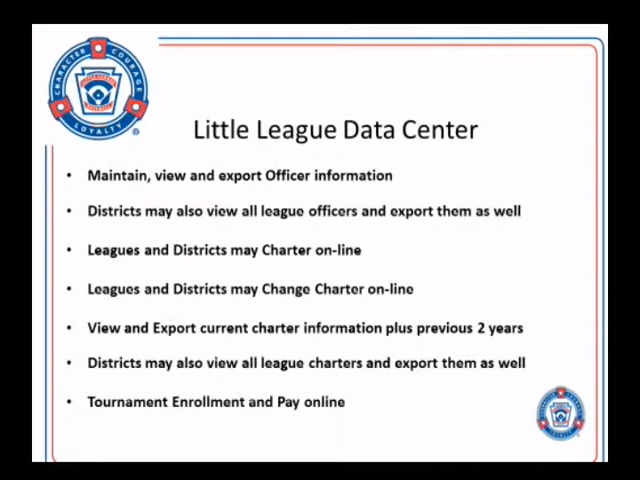 CHARACTER COURAGE
LOYALTY
®
Little League Data Center
• Maintain, view and export Officer information
• Districts may also view all league officers and export them as well
• Leagues and Districts may Charter on-line
• Leagues and Districts may Change Charter on-line
• View and Export current charter information plus previous 2 years
• Districts may also view all league charters and export them as well
• Tournament Enrollment and Pay online